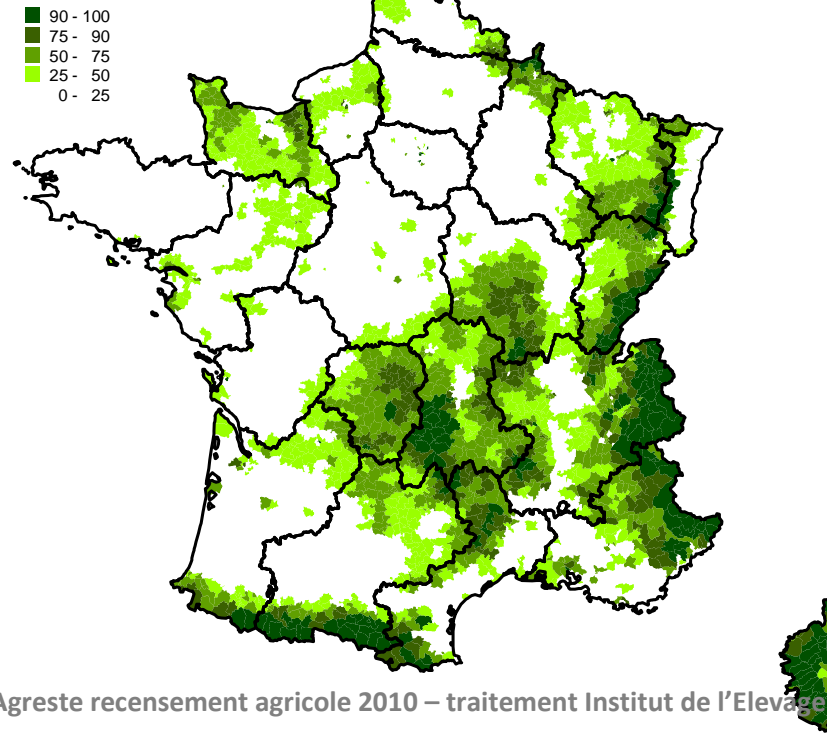 90 - 100
75 - 90
50 - 75
25 - 50
0 - 25
Agreste recensement agricole 2010 – traitement Institut de l’Elevage